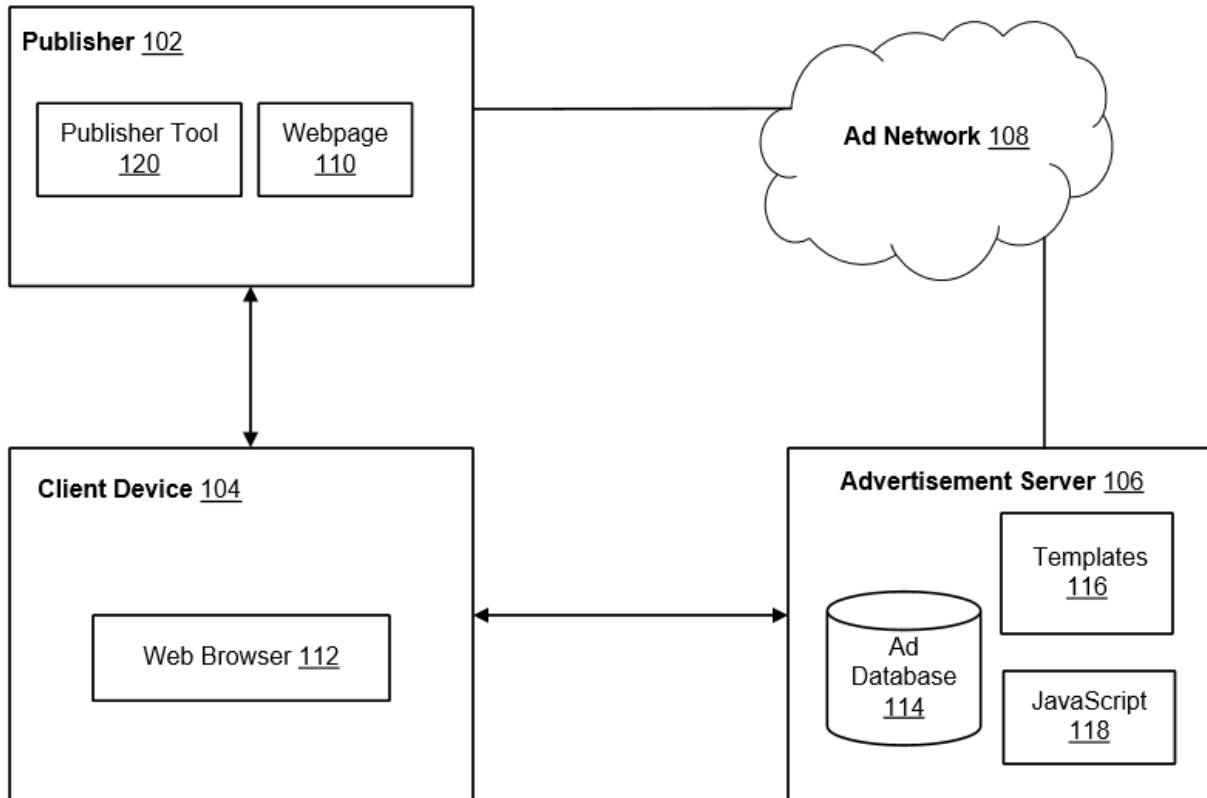 Publisher 102
Publisher Tool
120
Webpage
110
Ad Network 108
Client Device 104
Web Browser 112
Advertisement Server 106
Templates
116
Ad
Database
114
JavaScript
118